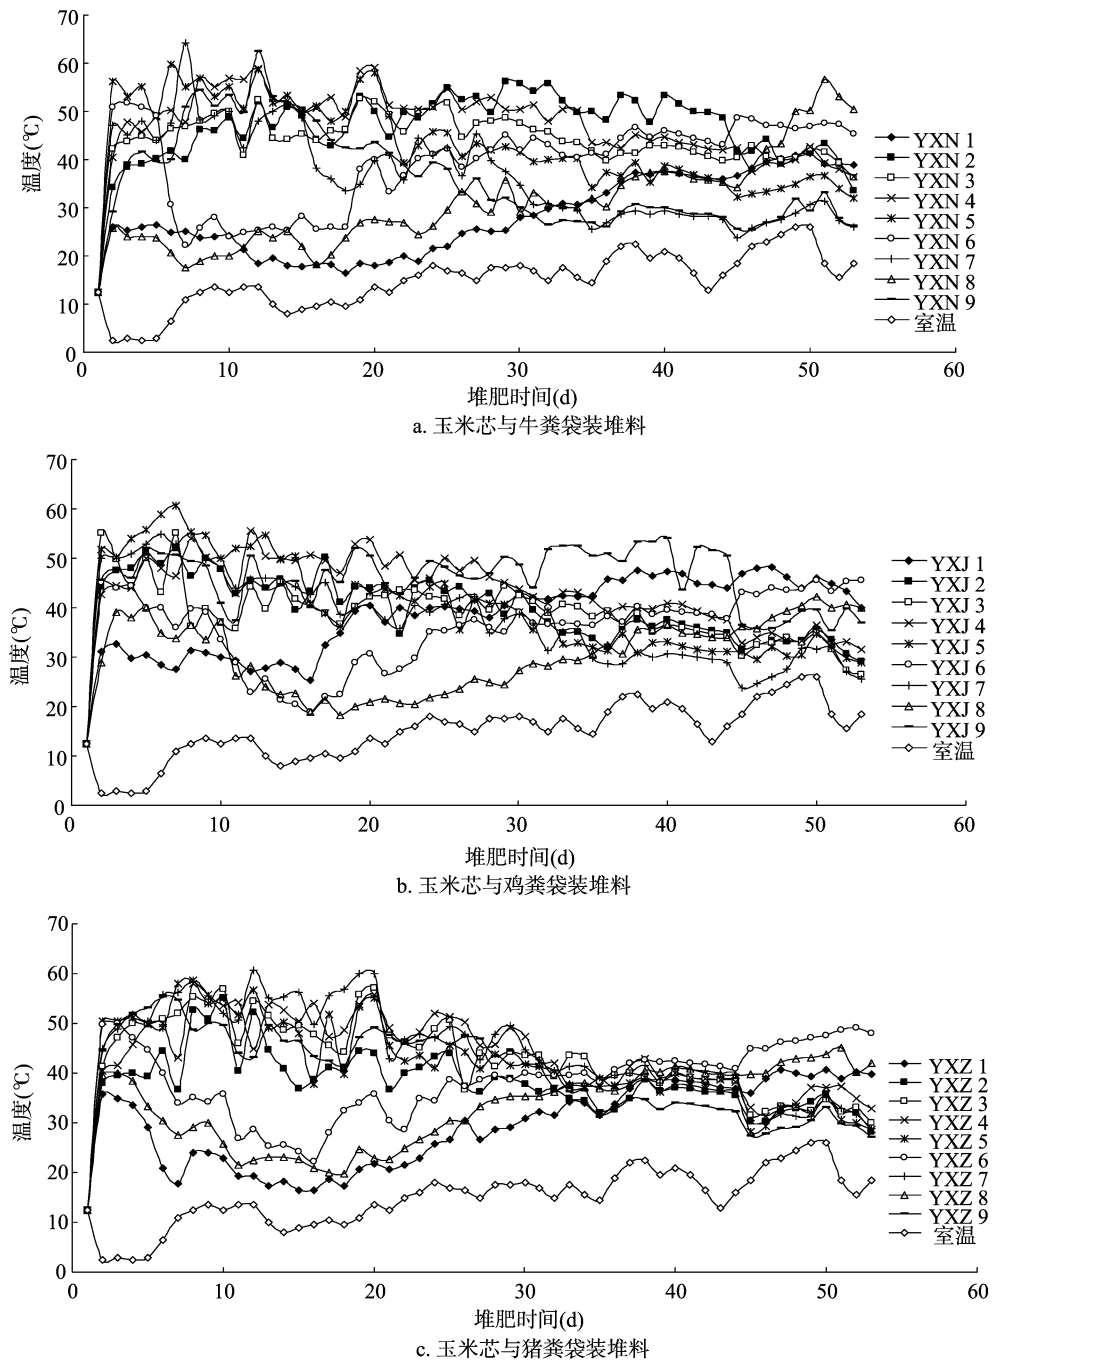 70
60
50
40
30
20
10
0
温度(℃)
0 10 20 30 40 50 60
堆肥时间(d)
YXN 1
YXN 2
YXN 3
YXN 4
YXN 5
YXN 6
YXN 7
YXN 8
YXN 9
室温
a. 玉米芯与牛粪袋装堆料
70
60
50
40
30
20
10
0
温度(℃)
0 10 20 30 40 50 60
堆肥时间(d)
YXJ 1
YXJ 2
YXJ 3
YXJ 4
YXJ 5
YXJ 6
YXJ 7
YXJ 8
YXJ 9
室温
b. 玉米芯与鸡粪袋装堆料
70
60
50
40
30
20
10
0
温度(℃)
0 10 20 30 40 50 60
堆肥时间(d)
YXZ 1
YXZ 2
YXZ 3
YXZ 4
YXZ 5
YXZ 6
YXZ 7
YXZ 8
YXZ 9
室温
c. 玉米芯与猪粪袋装堆料